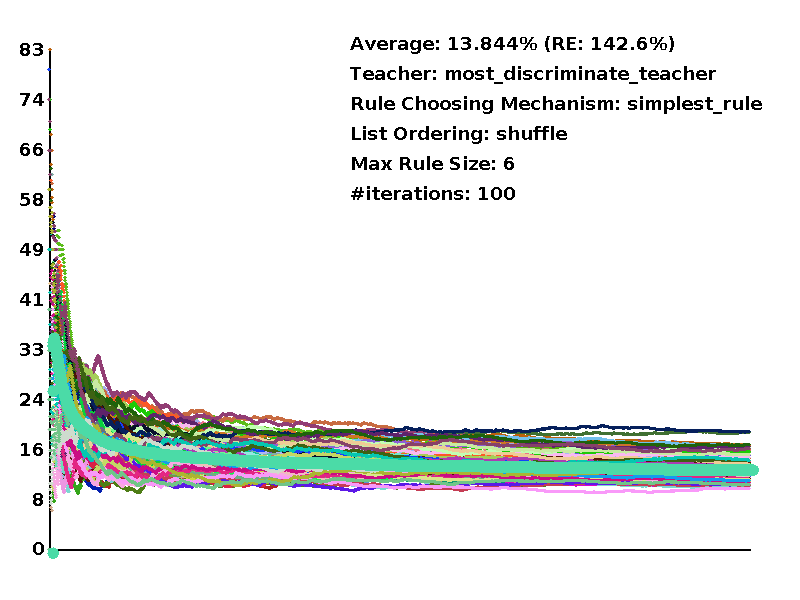 Average: 13.844% (RE: 142.6%)
Teacher: most_discriminate_teacher
Rule Choosing Mechanism: simplest_rule
List Ordering: shuffle
Max Rule Size: 6
#iterations: 100
83
74
66
58
49
41
33
24
16
8
0